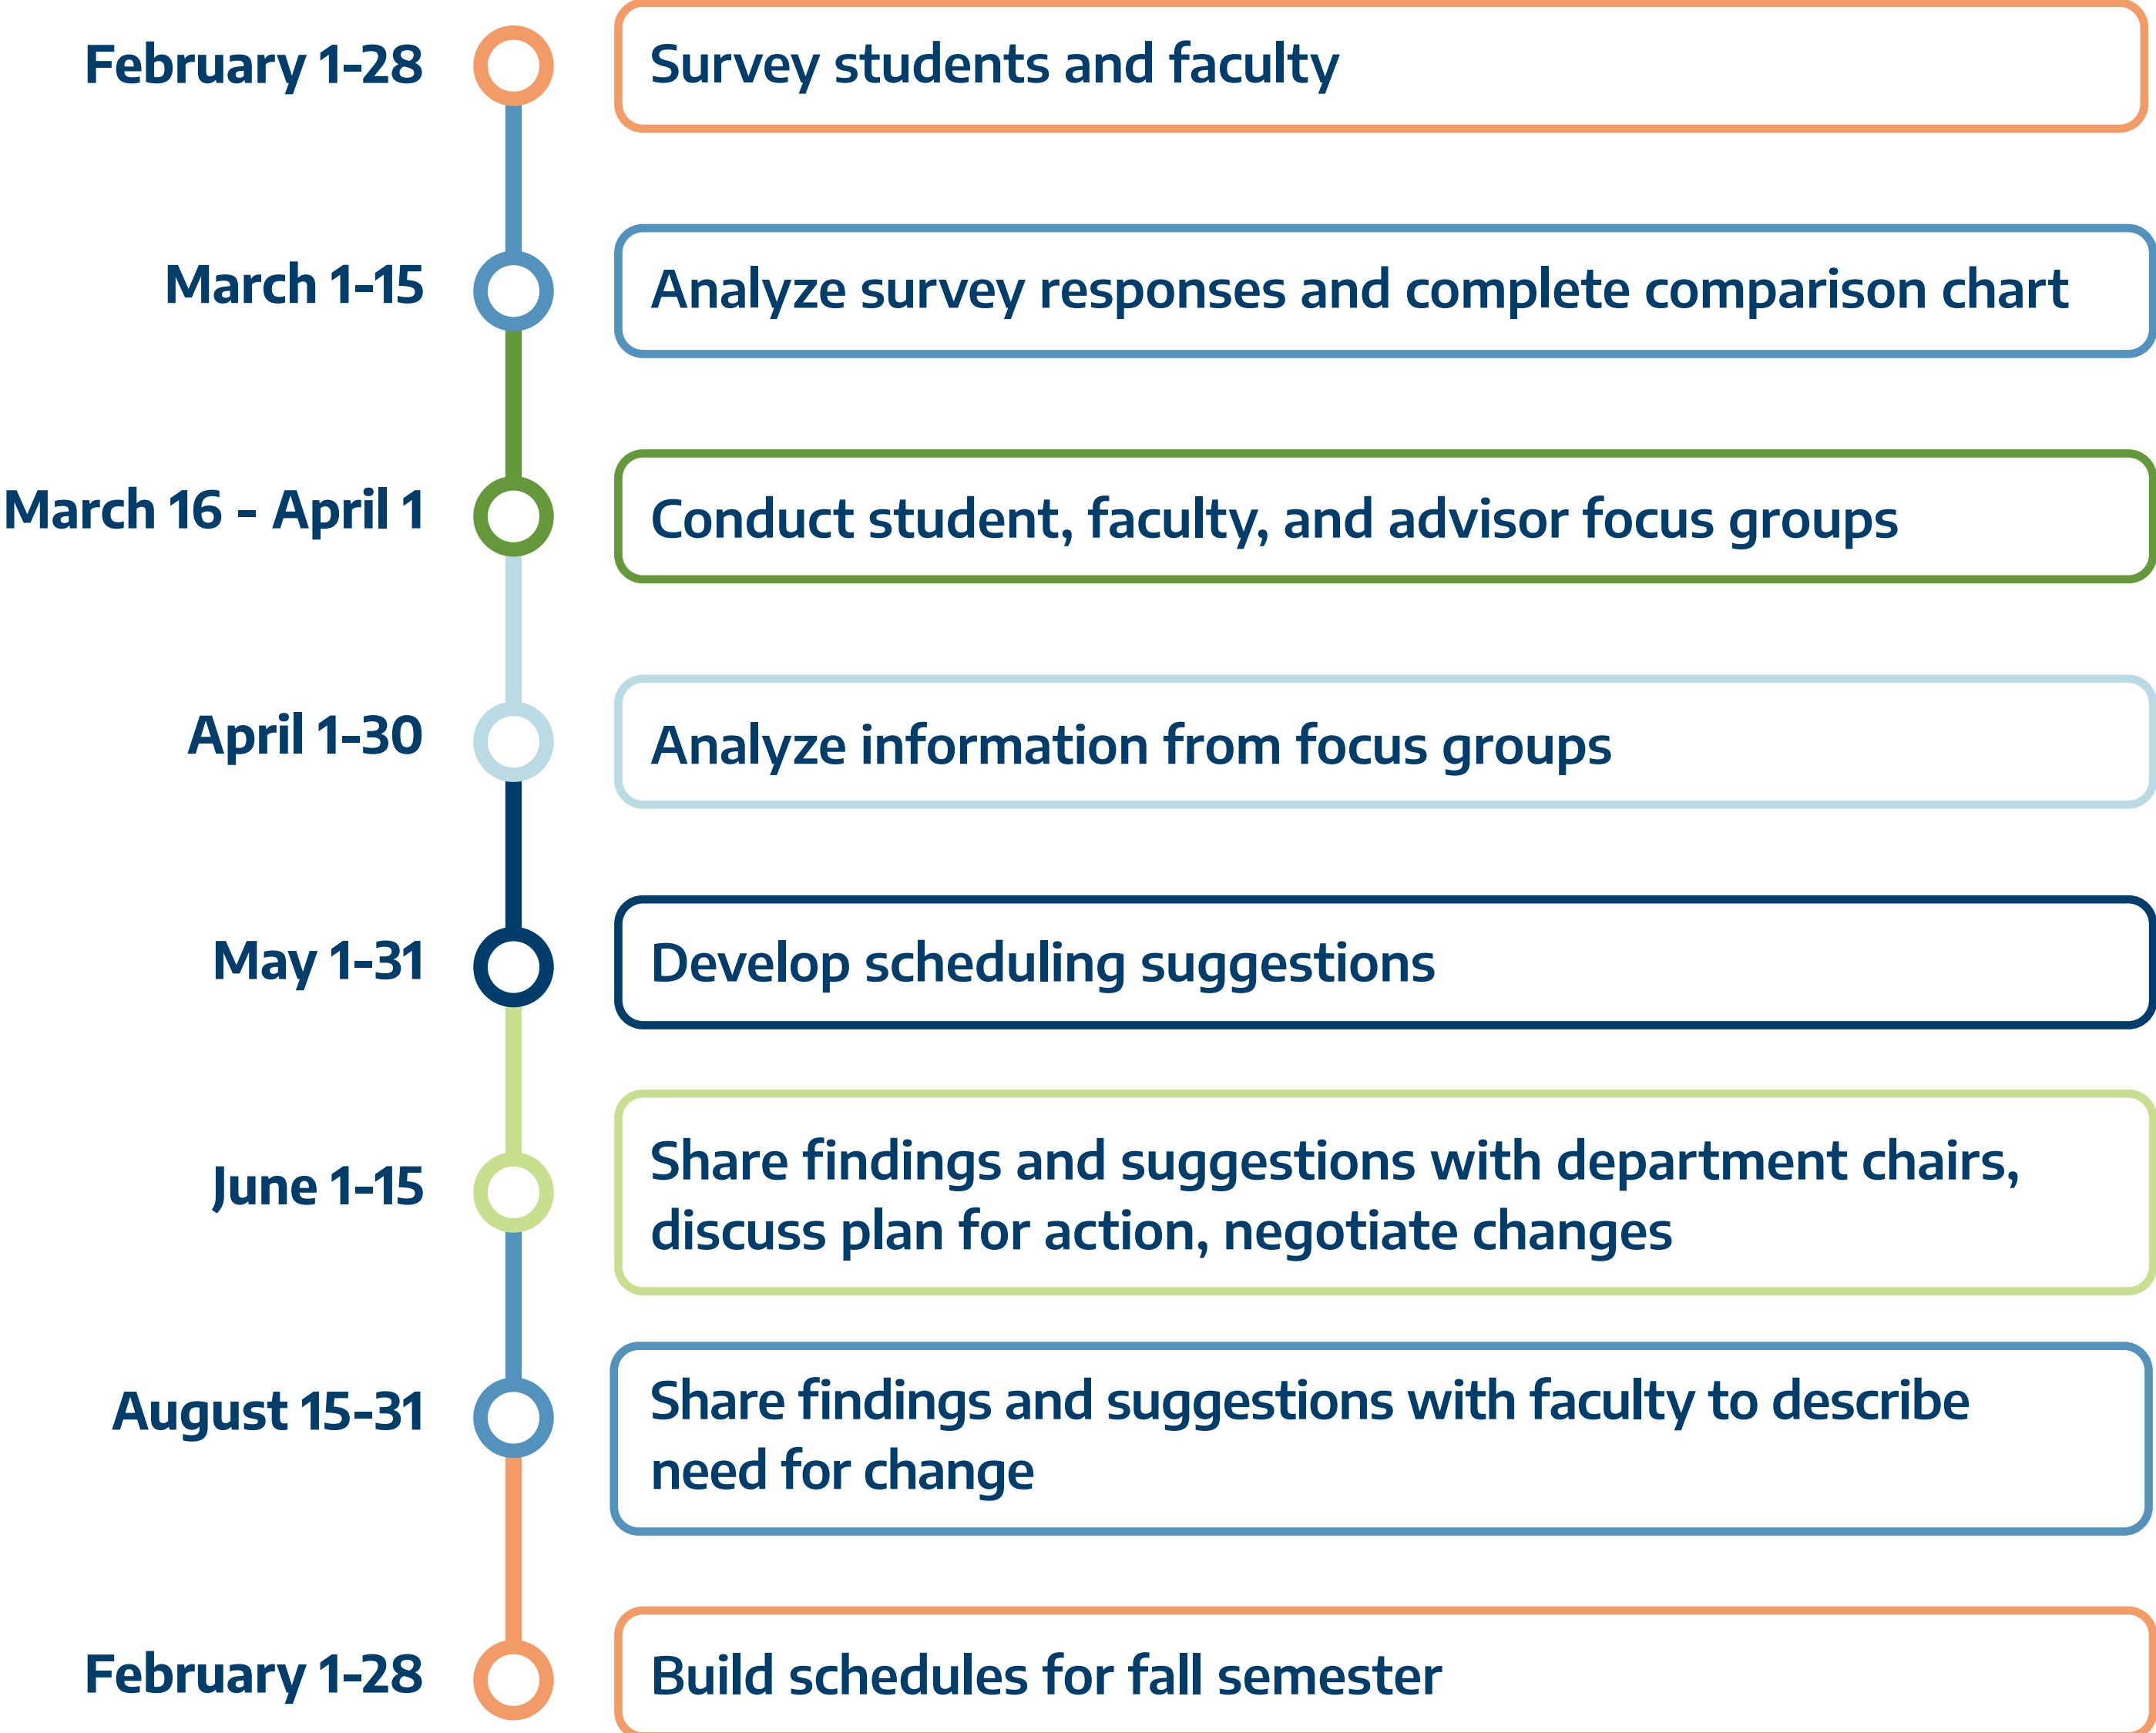 February 1-28
Survey students and faculty
March 1-15
Analyze survey responses and complete comparison chart
March 16 - April 1
Conduct student, faculty, and advisor focus groups
April 1-30
Analyze information from focus groups
May 1-31
Develop scheduling suggestions
June 1-15
Share findings and suggestions with department chairs,
discuss plan for action, negotiate changes
August 15-31
Share findings and suggestions with faculty to describe
need for change
February 1-28
Build schedules for fall semester